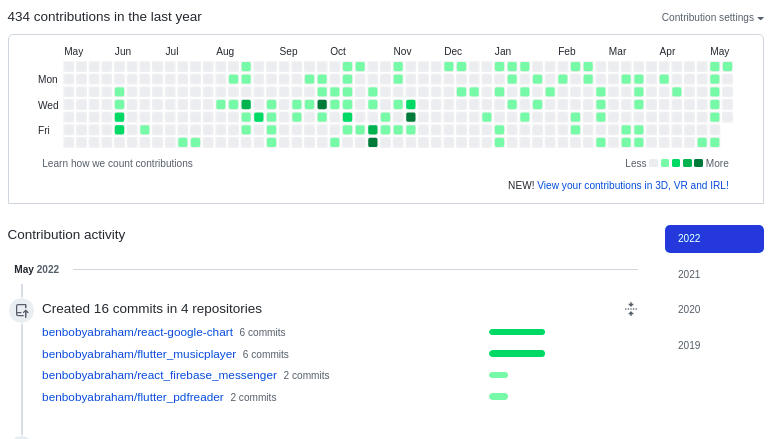 434 contributions in the last year
Contribution settings
May Jun Jul Aug Sep Oct Nov Dec Jan Feb Mar Apr May
Mon
Wed
Fri
Learn how we count contributions
Less More
NEW! View your contributions in 3D, VR and IRL!
Contribution activity
2022
2021
2020
2019
May 2022
Created 16 commits in 4 repositories
benbobyabraham/react-google-chart 6 commits
benbobyabraham/flutter_musicplayer 6 commits
benbobyabraham/react_firebase_messenger 2 commits
benbobyabraham/flutter_pdfreader 2 commits